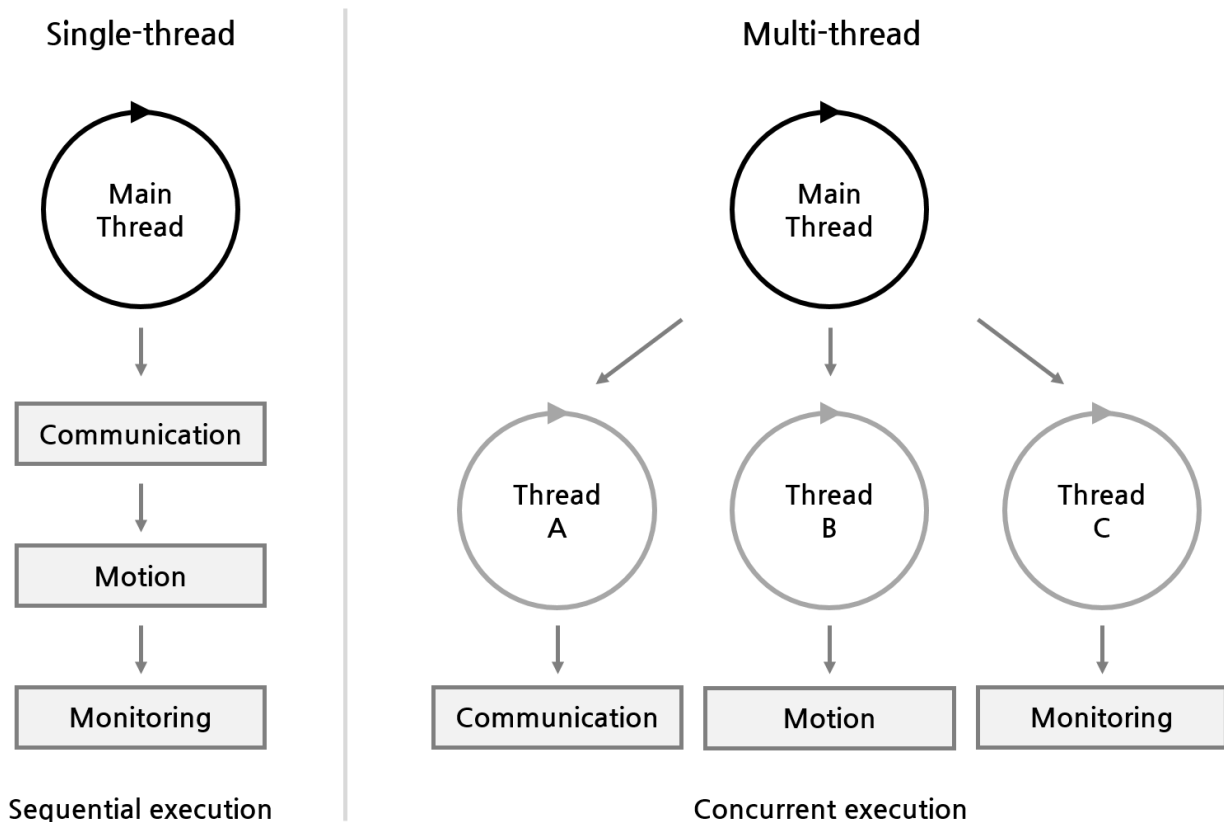 Single-thread
Main
Thread
Communication
Motion
Monitoring
Sequential execution
Multi-thread
Main
Thread
Thread
A
Thread
B
Thread
C
Communication
Motion
Monitoring
Concurrent execution